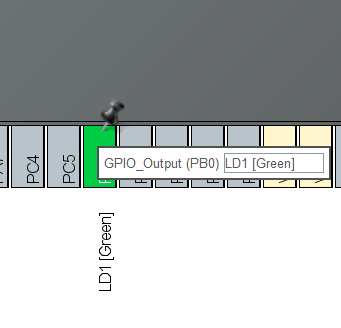 PC4
PC5
GPIO_Output (PB0) LD1 [Green]
LD1 [Green]